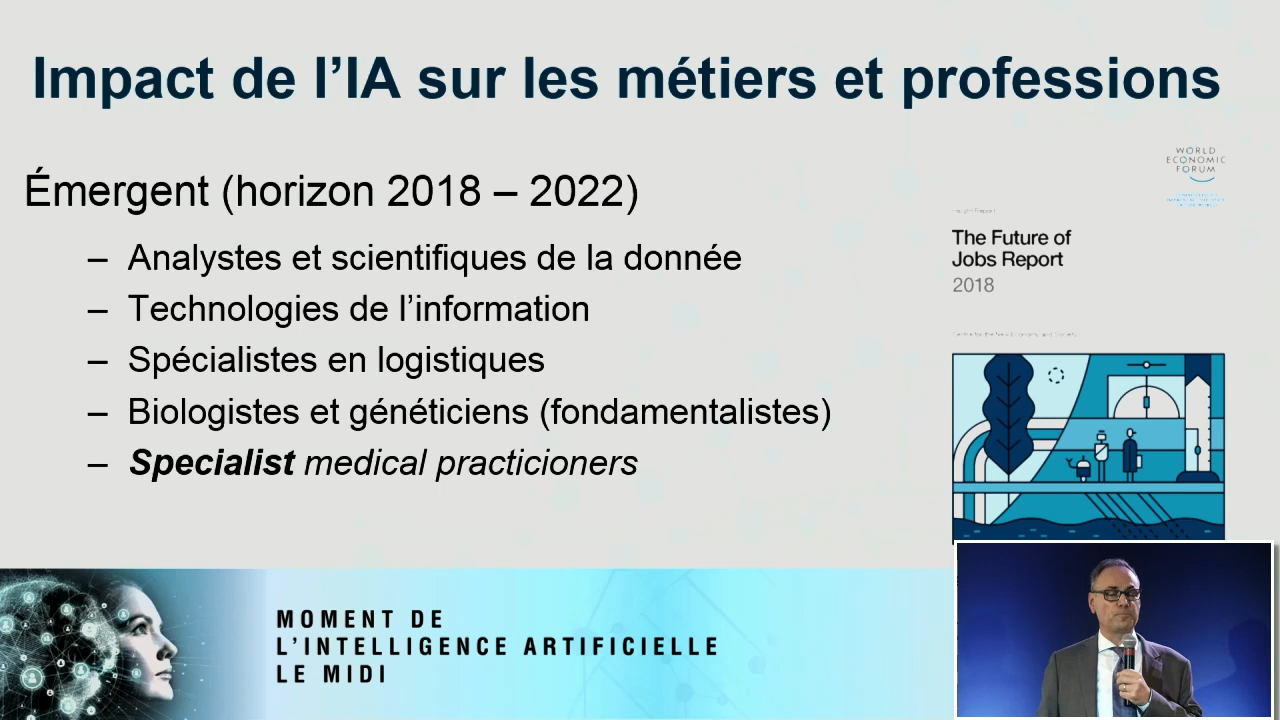 Impact de l’IA sur les métiers et professions
Émergent (horizon 2018 – 2022)
– Analystes et scientifiques de la donnée
– Technologies de l’information
– Spécialistes en logistiques
– Biologistes et généticiens (fondamentalistes)
– Specialist medical practicioners
WORLD
ECONOMIC
FORUM
Insight Report
The Future of
Jobs Report
2018
MOMENT DE
L’INTELLIGENCE ARTIFICIELLE
LE MIDI